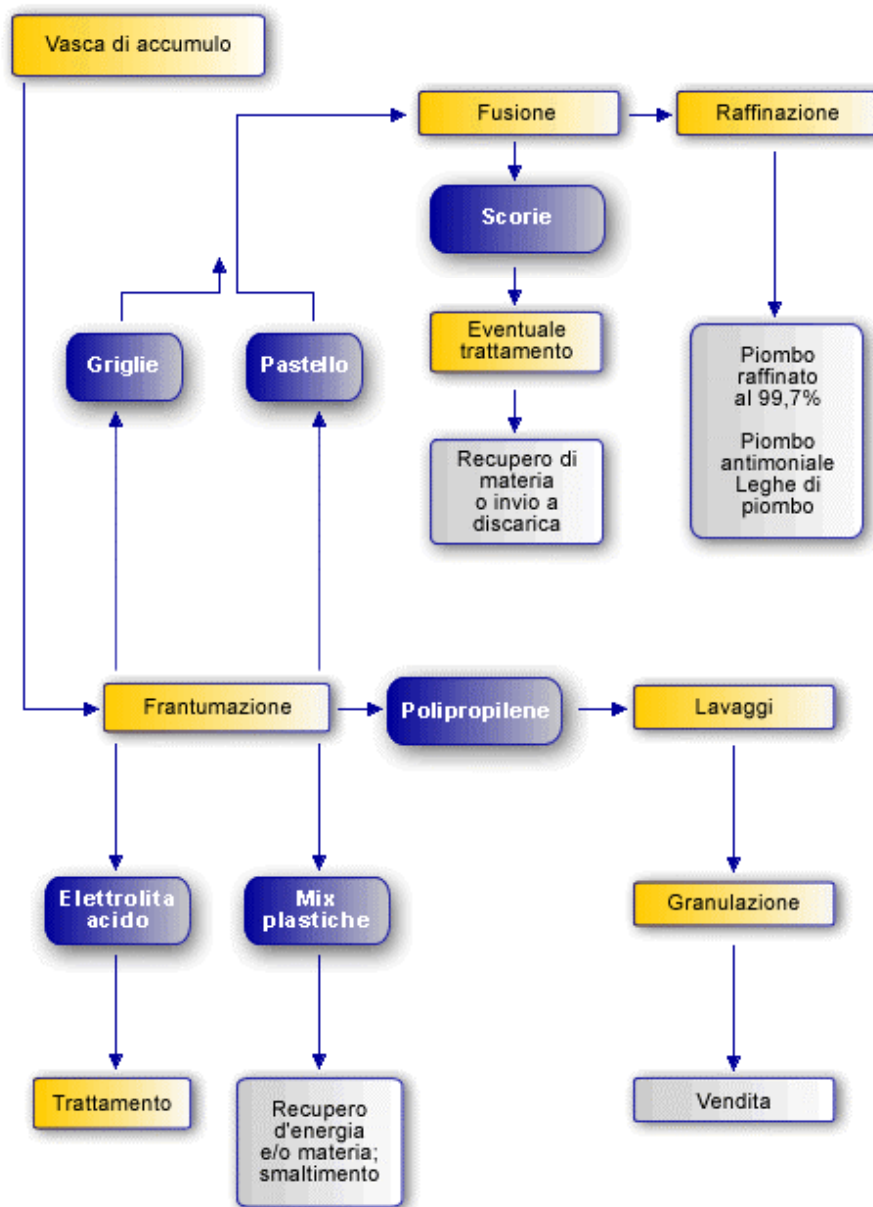 Vasca di accumulo
Fusione
Raffinazione
Scorie
Griglie
Pastello
Eventuale
trattamento
Piombo
raffinato
al 99,7%
Piombo
antimoniale
Leghe di
piombo
Recupero di
materia
o invio a
discarica
Frantumazione
Polipropilene
Lavaggi
Elettrolita
acido
Mix
plastiche
Granulazione
Trattamento
Recupero
d'energia
e/o materia;
smaltimento
Vendita